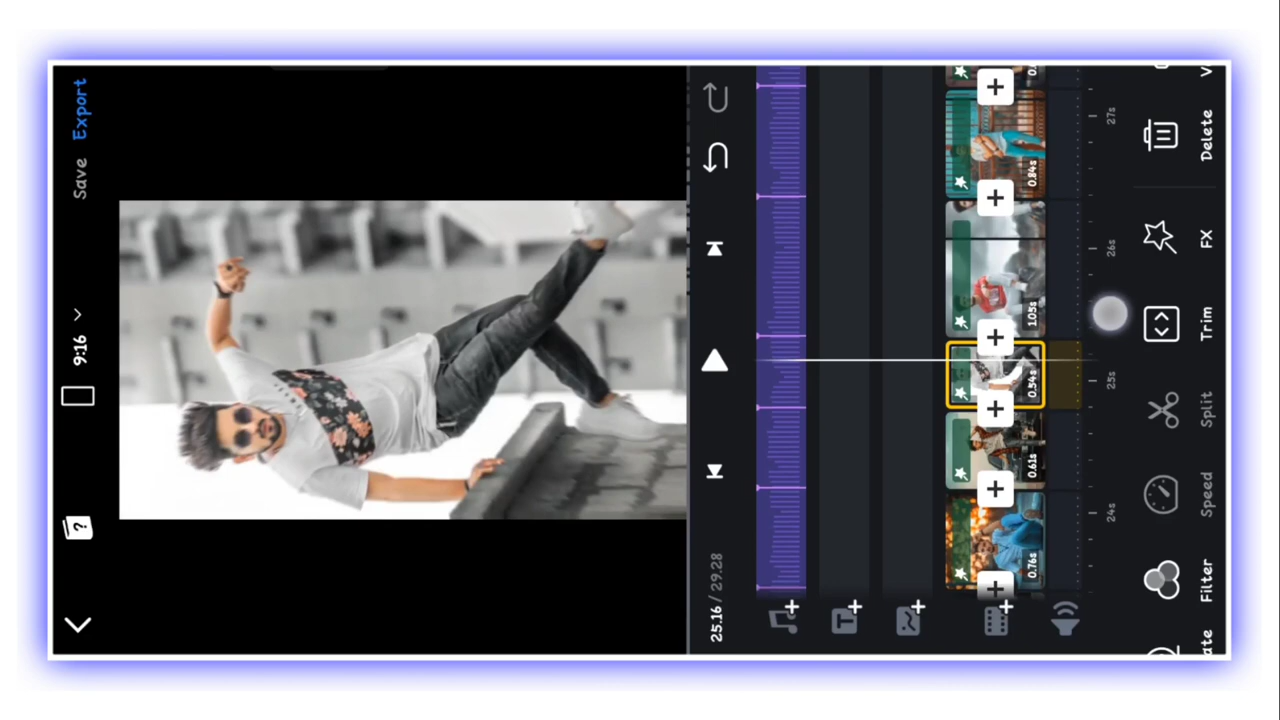 Export
Save
9:16
?
25.16 / 29.28
T
0.84s
1.05s
0.54s
0.61s
0.76s
27s
26s
25s
24s
Delete
FX
Trim
Split
Speed
Filter